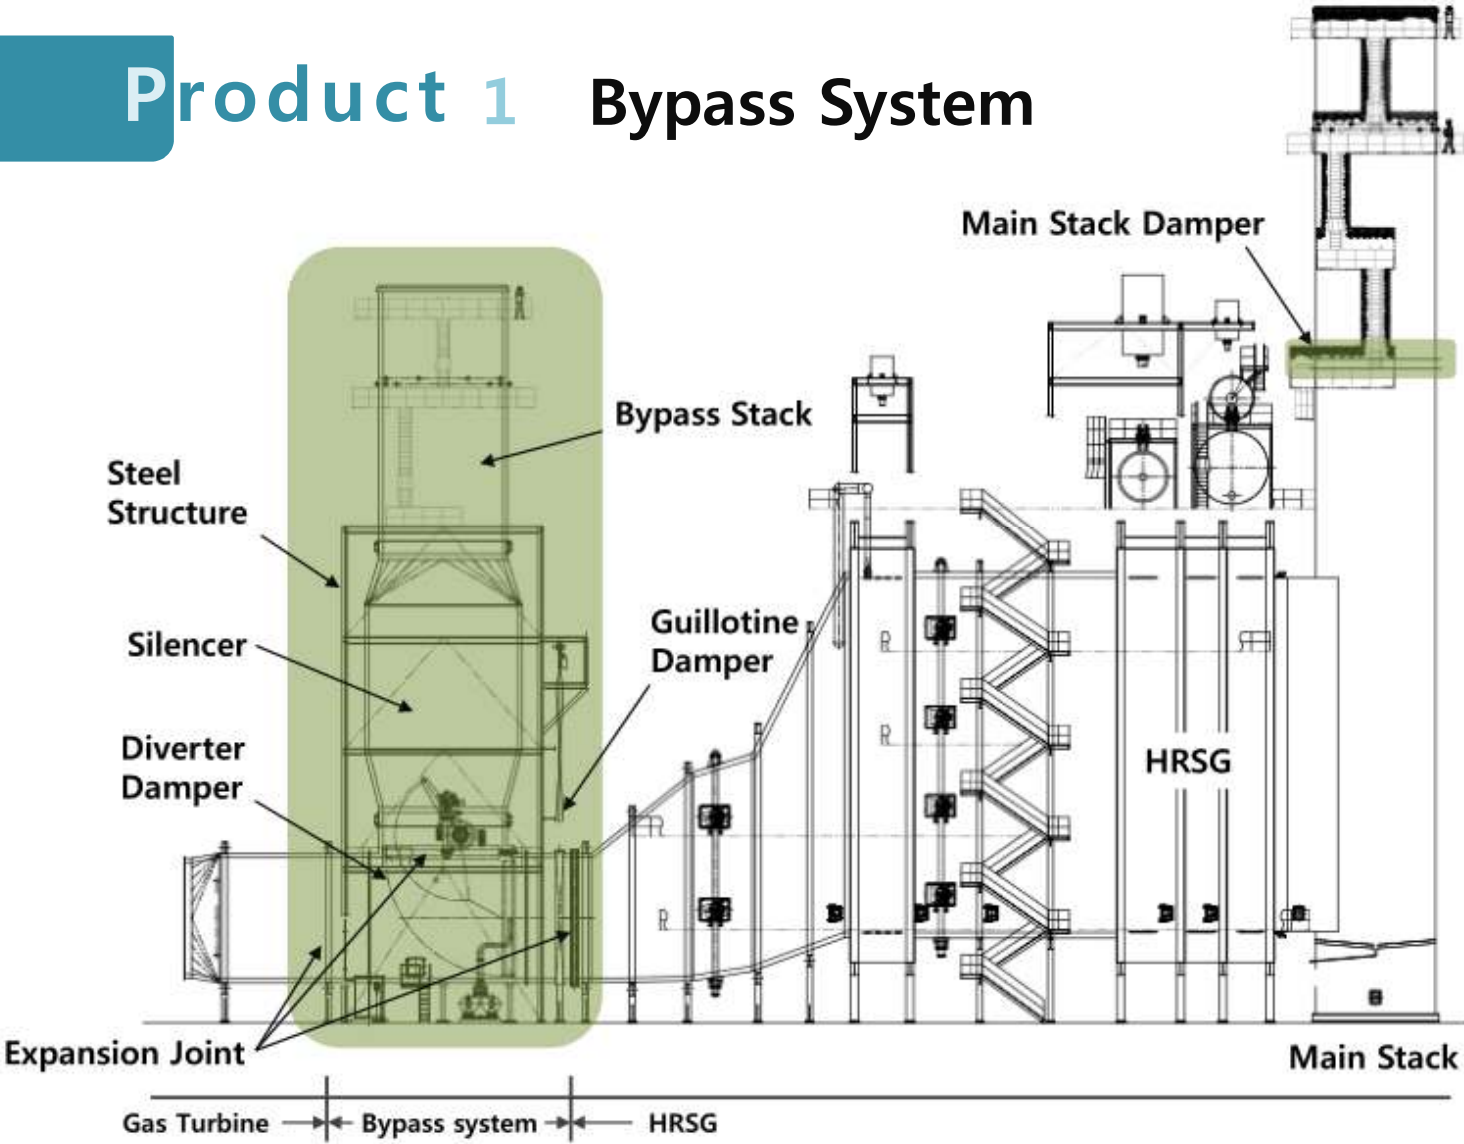 Product 1 Bypass System
Main Stack Damper
Bypass Stack
Steel
Structure
Guillotine
Damper
Silencer
Diverter
Damper
HRSG
R
R
R
R
Expansion Joint
Main Stack
Gas Turbine
Bypass system
HRSG